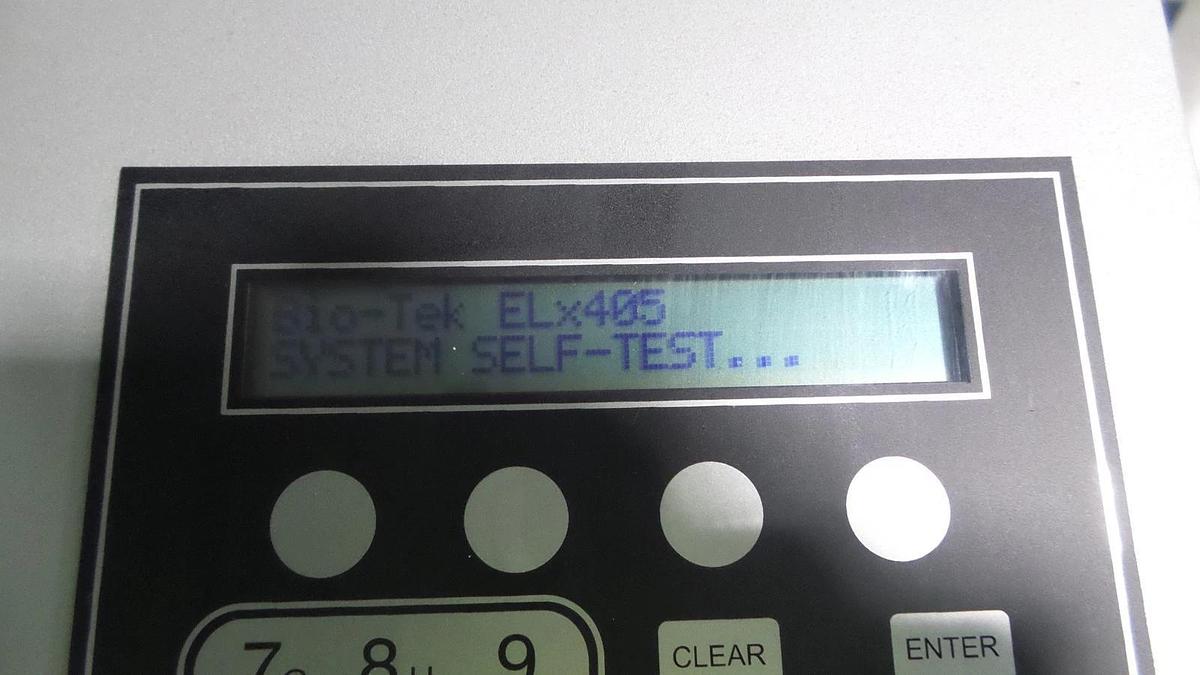 Bio-Tek ELx405
SYSTEM SELF-TEST...
7 8 9
CLEAR
ENTER